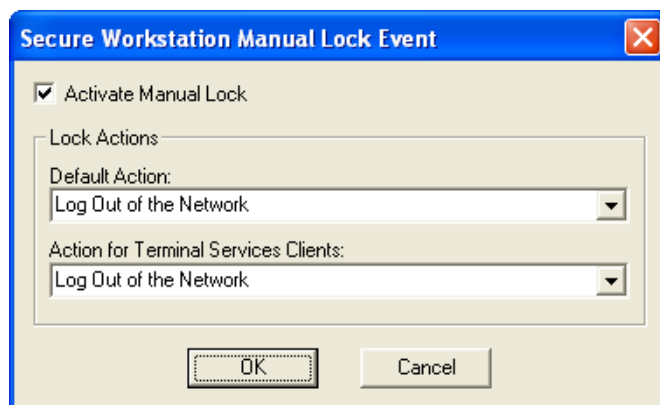 Secure Workstation Manual Lock Event
Activate Manual Lock
Lock Actions
Default Action:
Log Out of the Network
Action for Terminal Services Clients:
Log Out of the Network
OK
Cancel